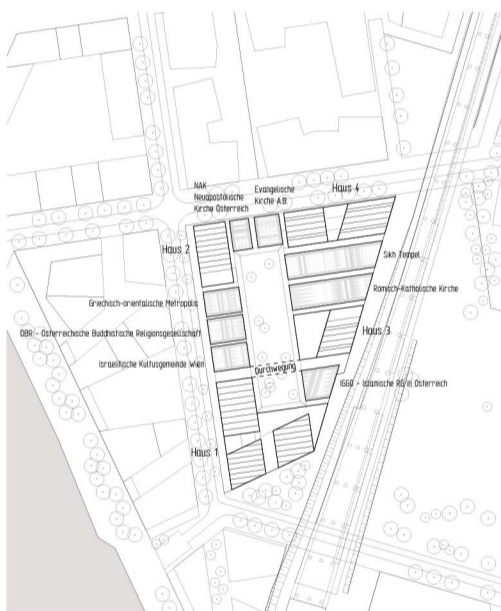 NAK
Neuapostolische
Kirche Österreich
Evangelische
Kirche A.B.
Haus 4
Haus 2
Sikh Tempel
Griechisch-orientalische Metropolis
Römisch-Katholische Kirche
ÖBR - Österreichische Buddhistische Religionsgesellschaft
Haus 3
Israelitische Kultusgemeinde Wien
Durchwegung
IGGÖ - Islamische RG in Österreich
Haus 1